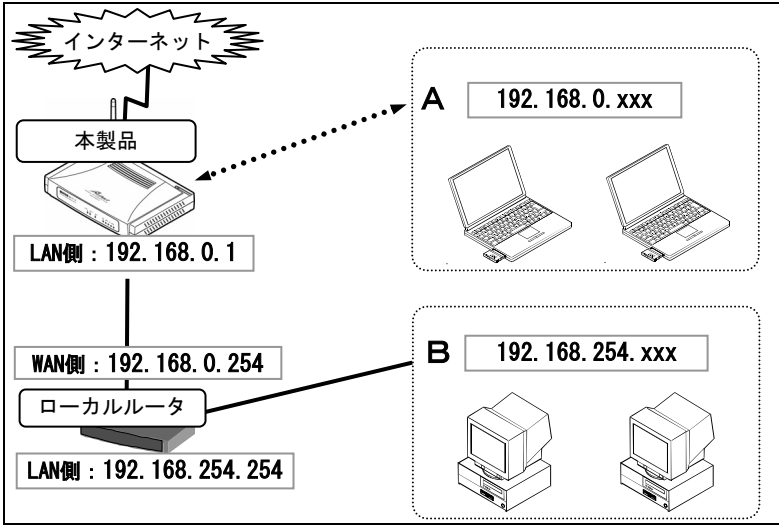 インターネット
本製品
LAN側：192.168.0.1
WAN側：192.168.0.254
ローカルルータ
LAN側：192.168.254.254
A 192.168.0.xxx
B 192.168.254.xxx